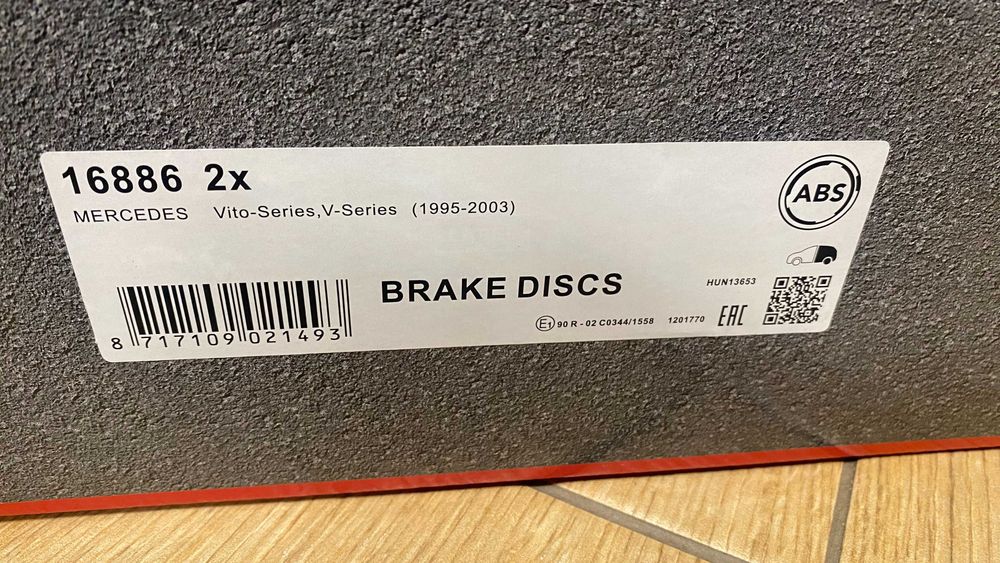 16886 2x
MERCEDES Vito-Series,V-Series (1995-2003)
ABS
BRAKE DISCS
HUN13653
E1 90 R - 02 C0344/1558 1201770 EAC
8 717109 021493